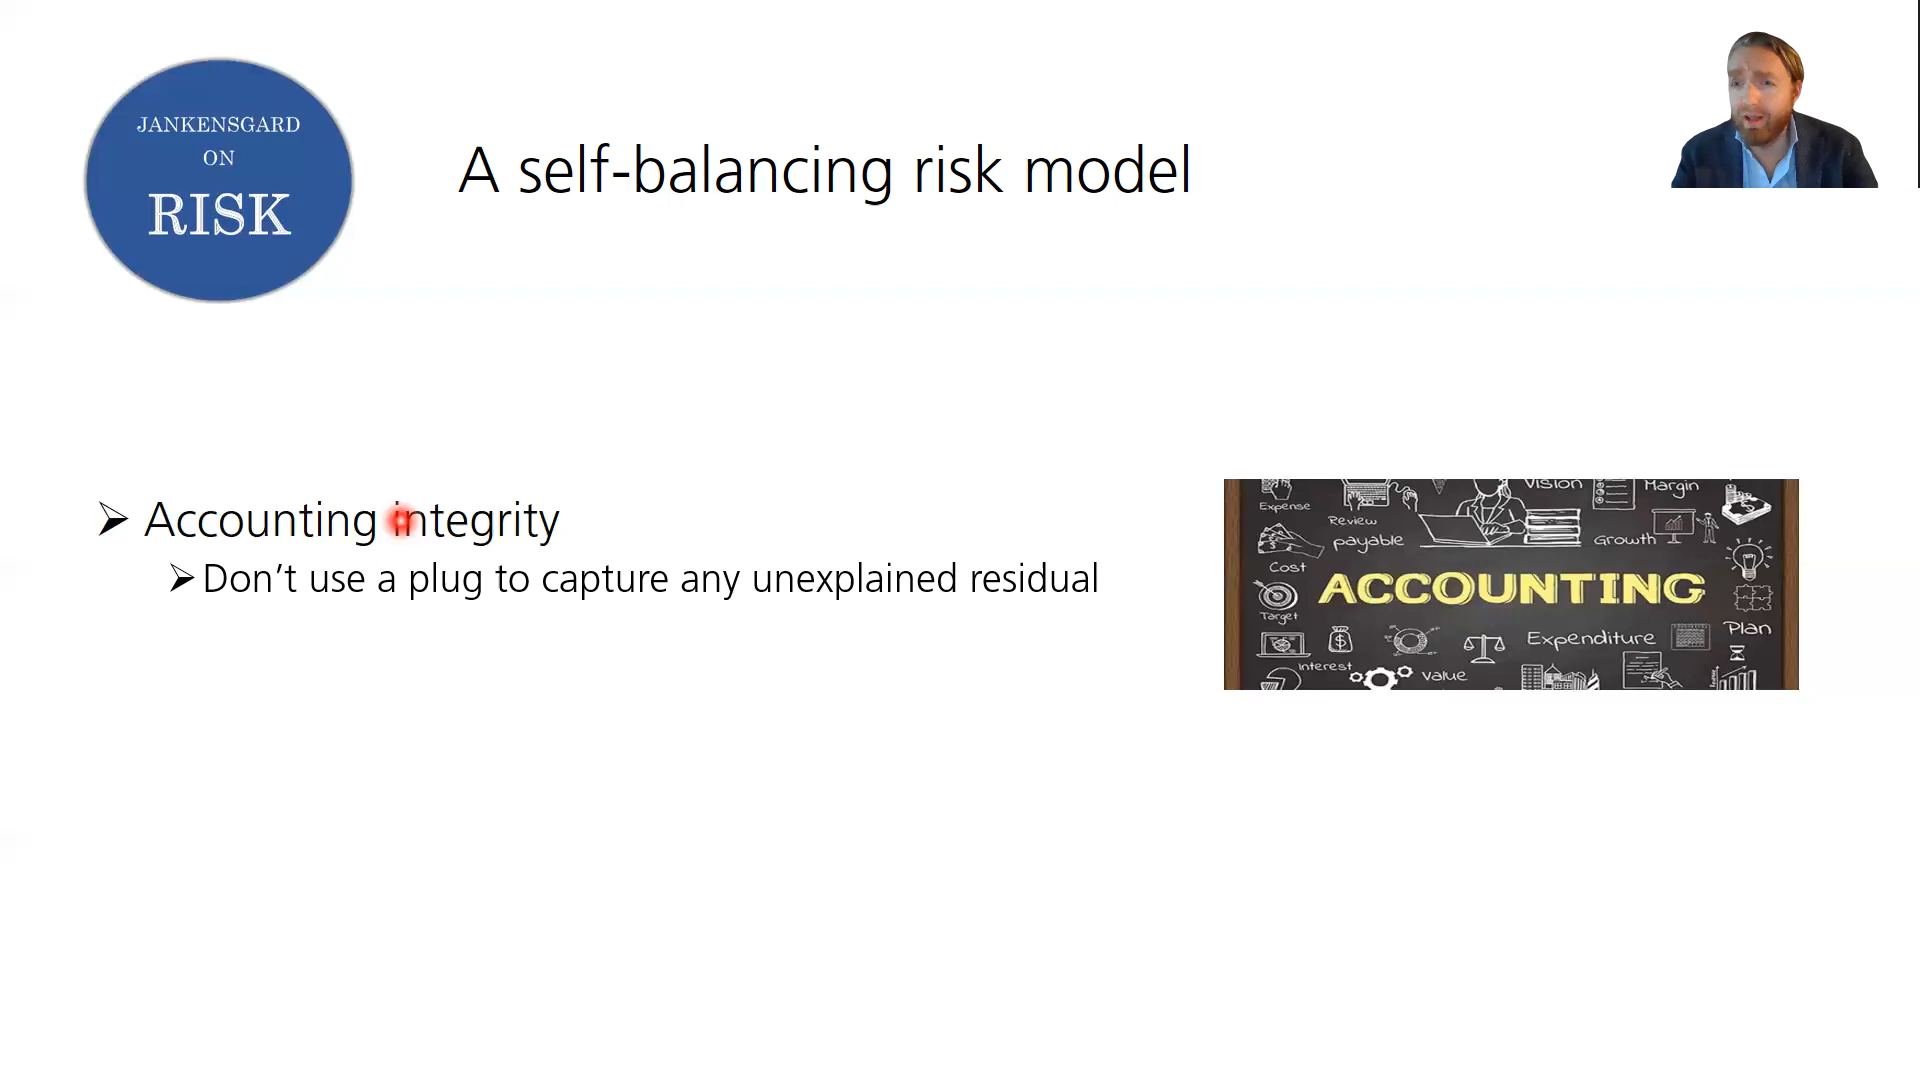 JANKENSGARD
ON
RISK
A self-balancing risk model
➢ Accounting integrity
➢ Don’t use a plug to capture any unexplained residual
Vision
Margin
Expense
Review
payable
Growth
Cost
ACCOUNTING
Target
Expenditure
Plan
interest
value